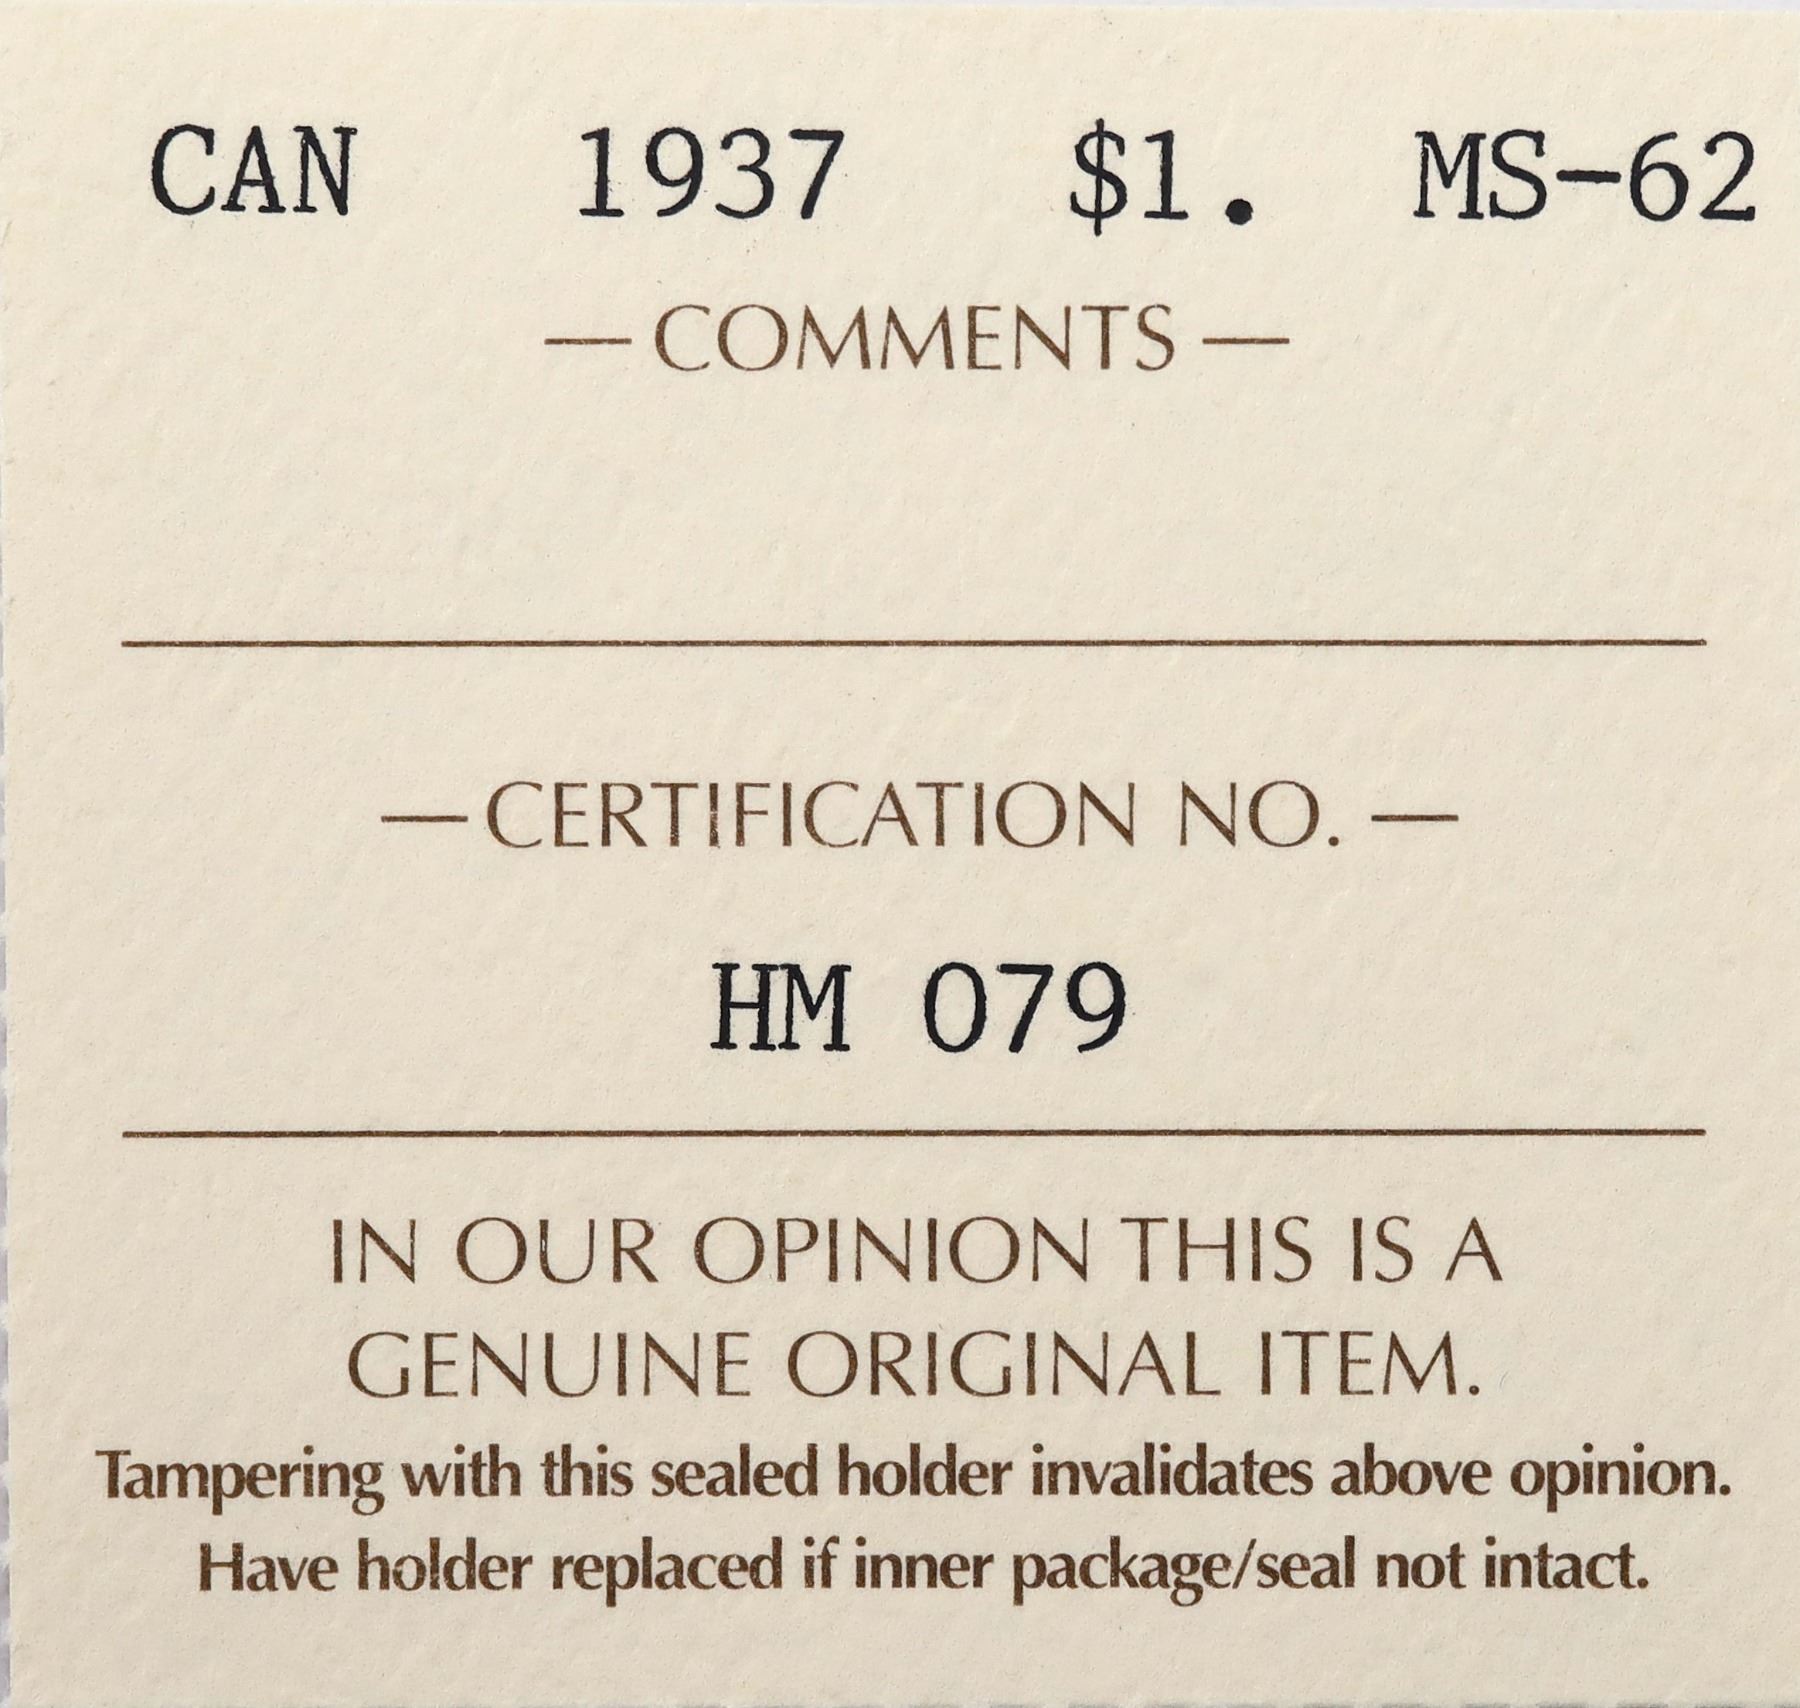 CAN 1937 $1. MS-62
— COMMENTS —
— CERTIFICATION NO. —
HM 079
IN OUR OPINION THIS IS A
GENUINE ORIGINAL ITEM.
Tampering with this sealed holder invalidates above opinion.
Have holder replaced if inner package/seal not intact.